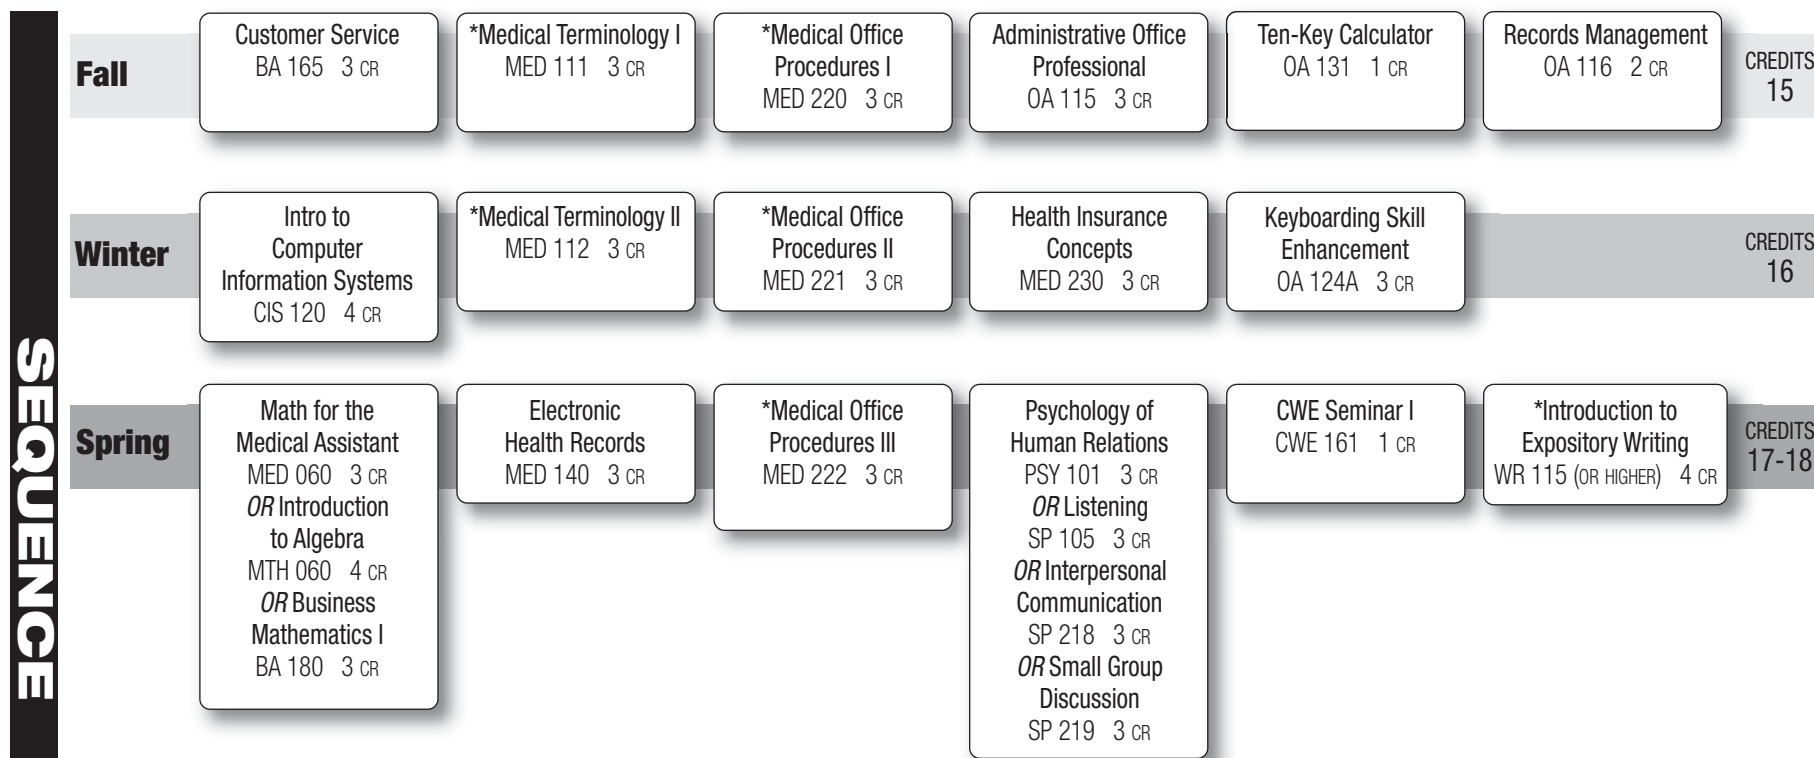 SEQUENCE
Fall
Customer Service
BA 165 3 CR
*Medical Terminology I
MED 111 3 CR
*Medical Office
Procedures I
MED 220 3 CR
Administrative Office
Professional
OA 115 3 CR
Ten-Key Calculator
OA 131 1 CR
Records Management
OA 116 2 CR
CREDITS
15
Winter
Intro to
Computer
Information Systems
CIS 120 4 CR
*Medical Terminology II
MED 112 3 CR
*Medical Office
Procedures II
MED 221 3 CR
Health Insurance
Concepts
MED 230 3 CR
Keyboarding Skill
Enhancement
OA 124A 3 CR
CREDITS
16
Spring
Math for the
Medical Assistant
MED 060 3 CR
OR Introduction
to Algebra
MTH 060 4 CR
OR Business
Mathematics I
BA 180 3 CR
Electronic
Health Records
MED 140 3 CR
*Medical Office
Procedures III
MED 222 3 CR
Psychology of
Human Relations
PSY 101 3 CR
OR Listening
SP 105 3 CR
OR Interpersonal
Communication
SP 218 3 CR
OR Small Group
Discussion
SP 219 3 CR
CWE Seminar I
CWE 161 1 CR
*Introduction to
Expository Writing
WR 115 (OR HIGHER) 4 CR
CREDITS
17-18